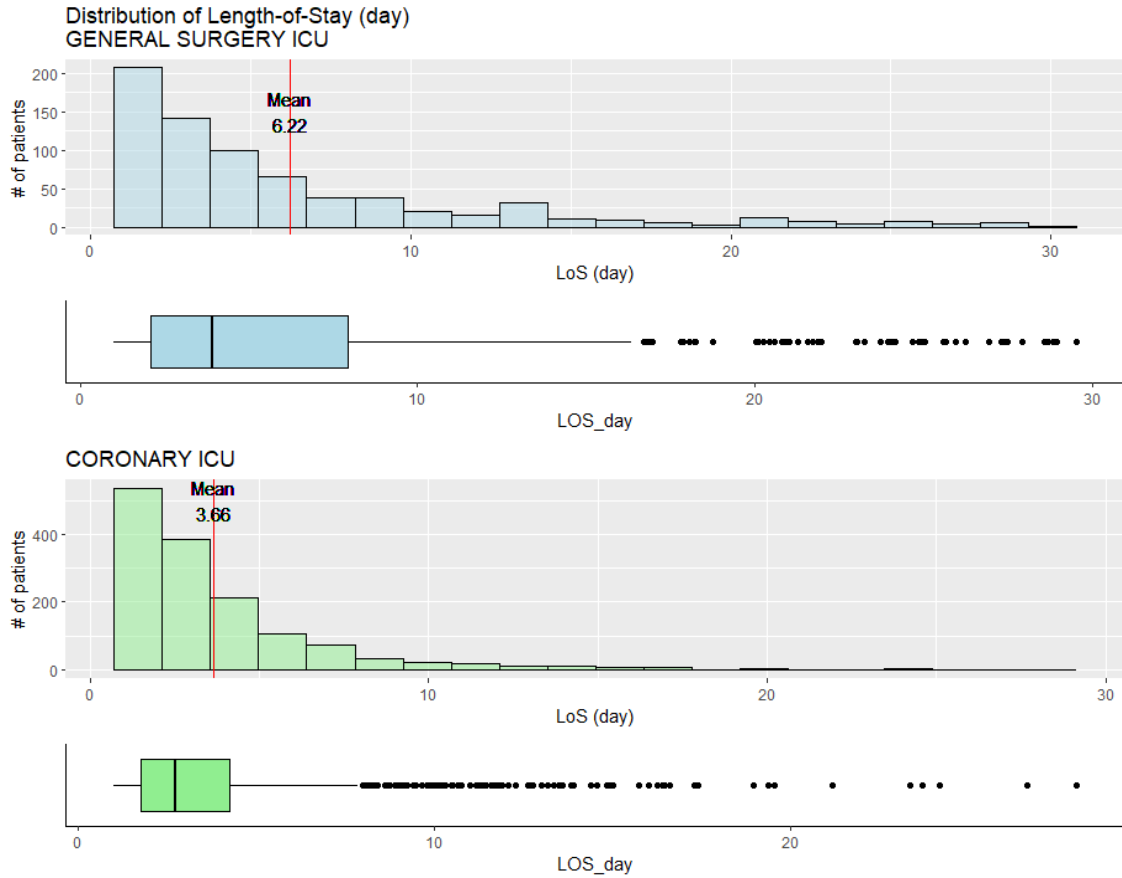 Distribution of Length-of-Stay (day)
GENERAL SURGERY ICU
# of patients
200
150
100
50
0
Mean
6.22
0 10 20 30
LoS (day)
0 10 20 30
LOS_day
CORONARY ICU
# of patients
400
200
0
Mean
3.66
0 10 20 30
LoS (day)
0 10 20
LOS_day